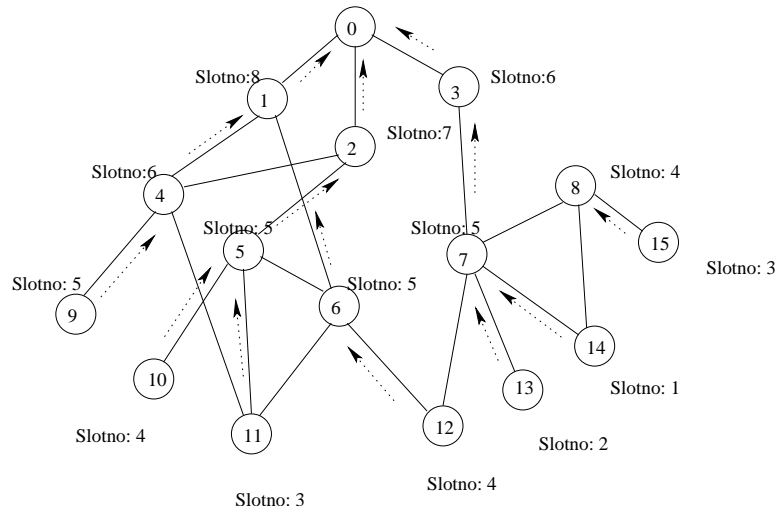 0
Slotno:8
Slotno:6
1
3
Slotno:7
2
Slotno:6
4
8
Slotno: 4
Slotno: 5
Slotno: 5
5
7
15
Slotno: 3
Slotno: 5
Slotno: 5
9
6
14
10
13
Slotno: 1
12
11
Slotno: 4
Slotno: 2
Slotno: 4
Slotno: 3